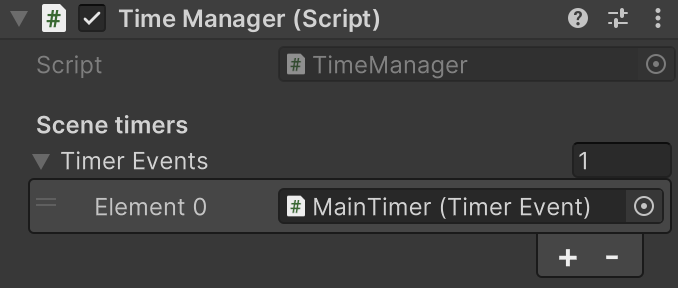 # Time Manager (Script) ?
Script # TimeManager
Scene timers
Timer Events 1
Element 0 # MainTimer (Timer Event)
+ -